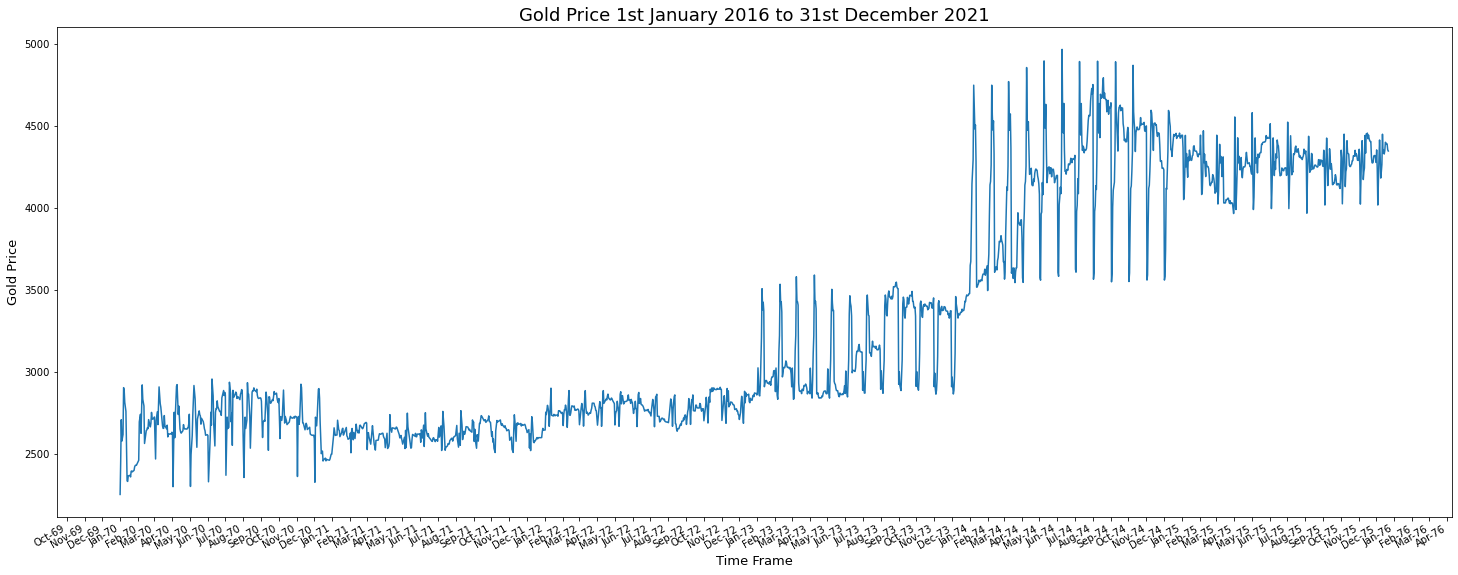 Gold Price 1st January 2016 to 31st December 2021
Gold Price
5000
4500
4000
3500
3000
2500
Oct-69
Nov-69
Dec-69
Jan-70
Feb-70
Mar-70
Apr-70
May-70
Jun-70
Jul-70
Aug-70
Sep-70
Oct-70
Nov-70
Dec-70
Jan-71
Feb-71
Mar-71
Apr-71
May-71
Jun-71
Jul-71
Aug-71
Sep-71
Oct-71
Nov-71
Dec-71
Jan-72
Feb-72
Mar-72
Apr-72
May-72
Jun-72
Jul-72
Aug-72
Sep-72
Oct-72
Nov-72
Dec-72
Jan-73
Feb-73
Mar-73
Apr-73
May-73
Jun-73
Jul-73
Aug-73
Sep-73
Oct-73
Nov-73
Dec-73
Jan-74
Feb-74
Mar-74
Apr-74
May-74
Jun-74
Jul-74
Aug-74
Sep-74
Oct-74
Nov-74
Dec-74
Jan-75
Feb-75
Mar-75
Apr-75
May-75
Jun-75
Jul-75
Aug-75
Sep-75
Oct-75
Nov-75
Dec-75
Jan-76
Feb-76
Mar-76
Apr-76
Time Frame